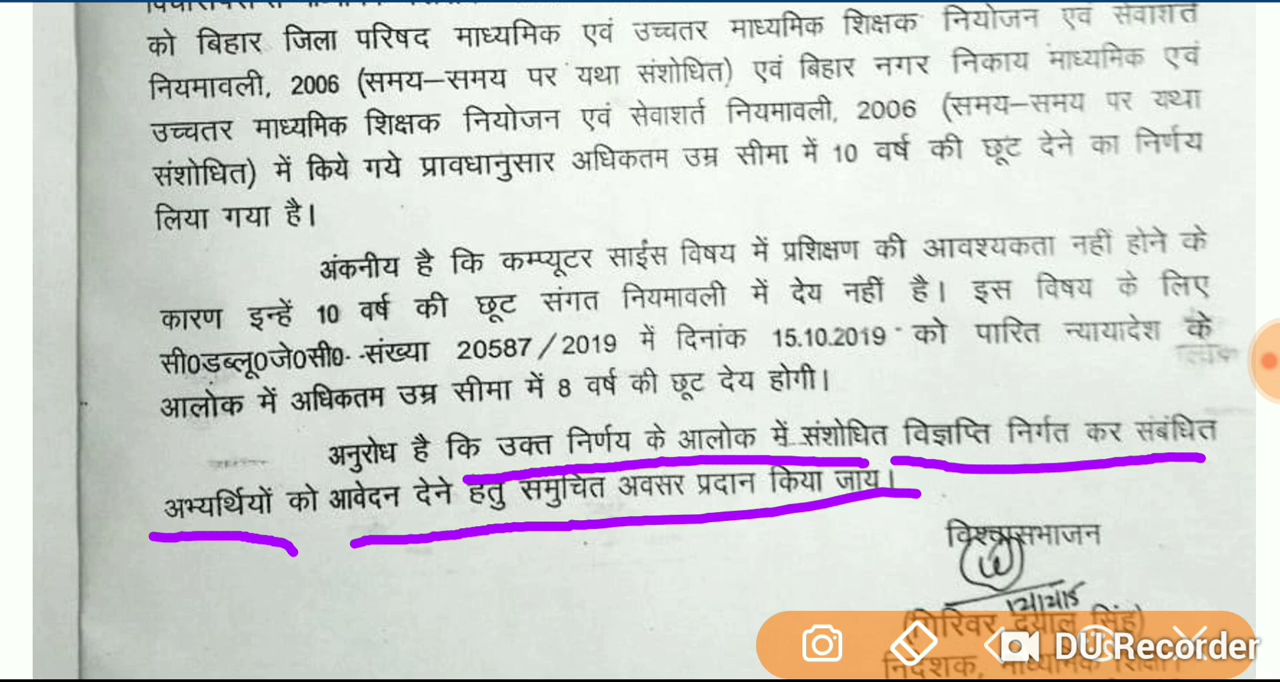 को बिहार जिला परिषद माध्यमिक एवं उच्चतर माध्यमिक शिक्षक नियोजन एवं सेवाशर्त
नियमावली, 2006 (समय–समय पर यथा संशोधित) एवं बिहार नगर निकाय माध्यमिक एवं
उच्चतर माध्यमिक शिक्षक नियोजन एवं सेवाशर्त नियमावली, 2006 (समय–समय पर यथा
संशोधित) में किये गये प्रावधानुसार अधिकतम उम्र सीमा में 10 वर्ष की छूट देने का निर्णय
लिया गया है।
अंकनीय है कि कम्प्यूटर साईंस विषय में प्रशिक्षण की आवश्यकता नहीं होने के
कारण इन्हें 10 वर्ष की छूट संगत नियमावली में देय नहीं है। इस विषय के लिए
सी0डब्लू0जे0सी0 संख्या 20587/2019 में दिनांक 15.10.2019 को पारित न्यायादेश के
आलोक में अधिकतम उम्र सीमा में 8 वर्ष की छूट देय होगी।
अनुरोध है कि उक्त निर्णय के आलोक में संशोधित विज्ञप्ति निर्गत कर संबंधित
अभ्यर्थियों को आवेदन देने हेतु समुचित अवसर प्रदान किया जाय।
विश्वासभाजन
(गिरिवर दयाल सिंह)
निदेशक, माध्यमिक शिक्षा
DU Recorder